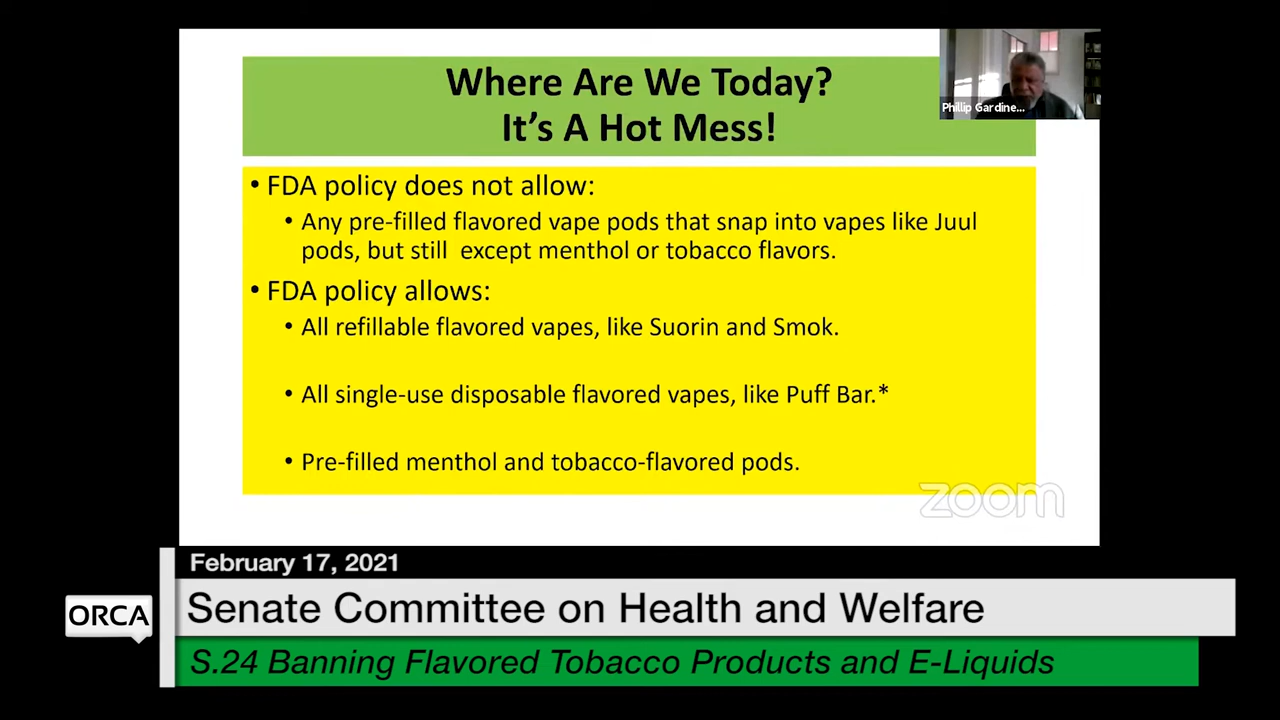 Where Are We Today?
It's A Hot Mess!
Phillip Gardine...
• FDA policy does not allow:
• Any pre-filled flavored vape pods that snap into vapes like Juul
pods, but still except menthol or tobacco flavors.
• FDA policy allows:
• All refillable flavored vapes, like Suorin and Smok.
• All single-use disposable flavored vapes, like Puff Bar.*
• Pre-filled menthol and tobacco-flavored pods.
zoom
February 17, 2021
ORCA
Senate Committee on Health and Welfare
S.24 Banning Flavored Tobacco Products and E-Liquids